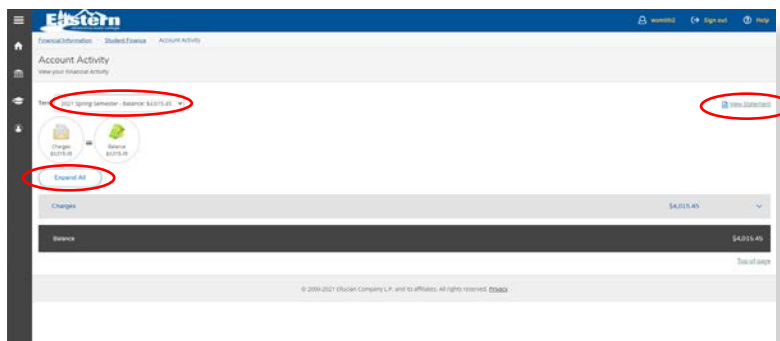 Eastern
wsmith2 Sign out Help
Financial Information Student Finance Account Activity
Account Activity
View your Financial Activity
Term 2021 Spring Semester - Balance: $4,015.45
View Statement
Charges = Balance
$4,015.45 $4,015.45
Expand All
Charges $4,015.45
Balance $4,015.45
Top of page
© 2000-2021 Ellucian Company L.P. and its affiliates. All rights reserved. Privacy